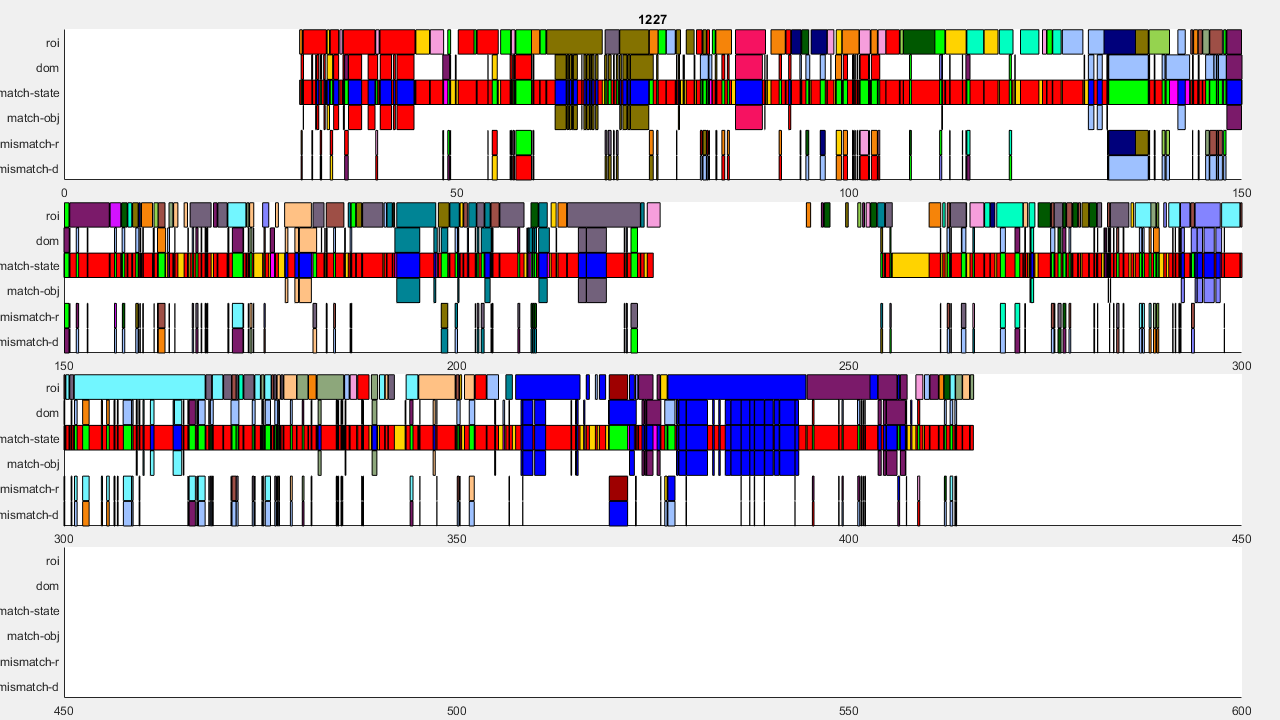 1227
roi
dom
match-state
match-obj
mismatch-r
mismatch-d
0 50 100 150
roi
dom
match-state
match-obj
mismatch-r
mismatch-d
150 200 250 300
roi
dom
match-state
match-obj
mismatch-r
mismatch-d
300 350 400 450
roi
dom
match-state
match-obj
mismatch-r
mismatch-d
450 500 550 600